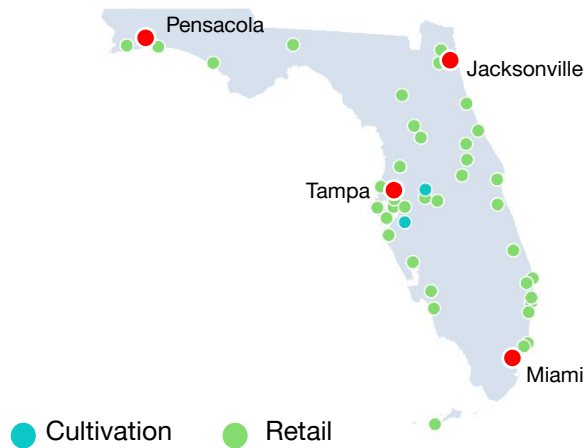 Pensacola
Jacksonville
Tampa
Miami
Cultivation
Retail